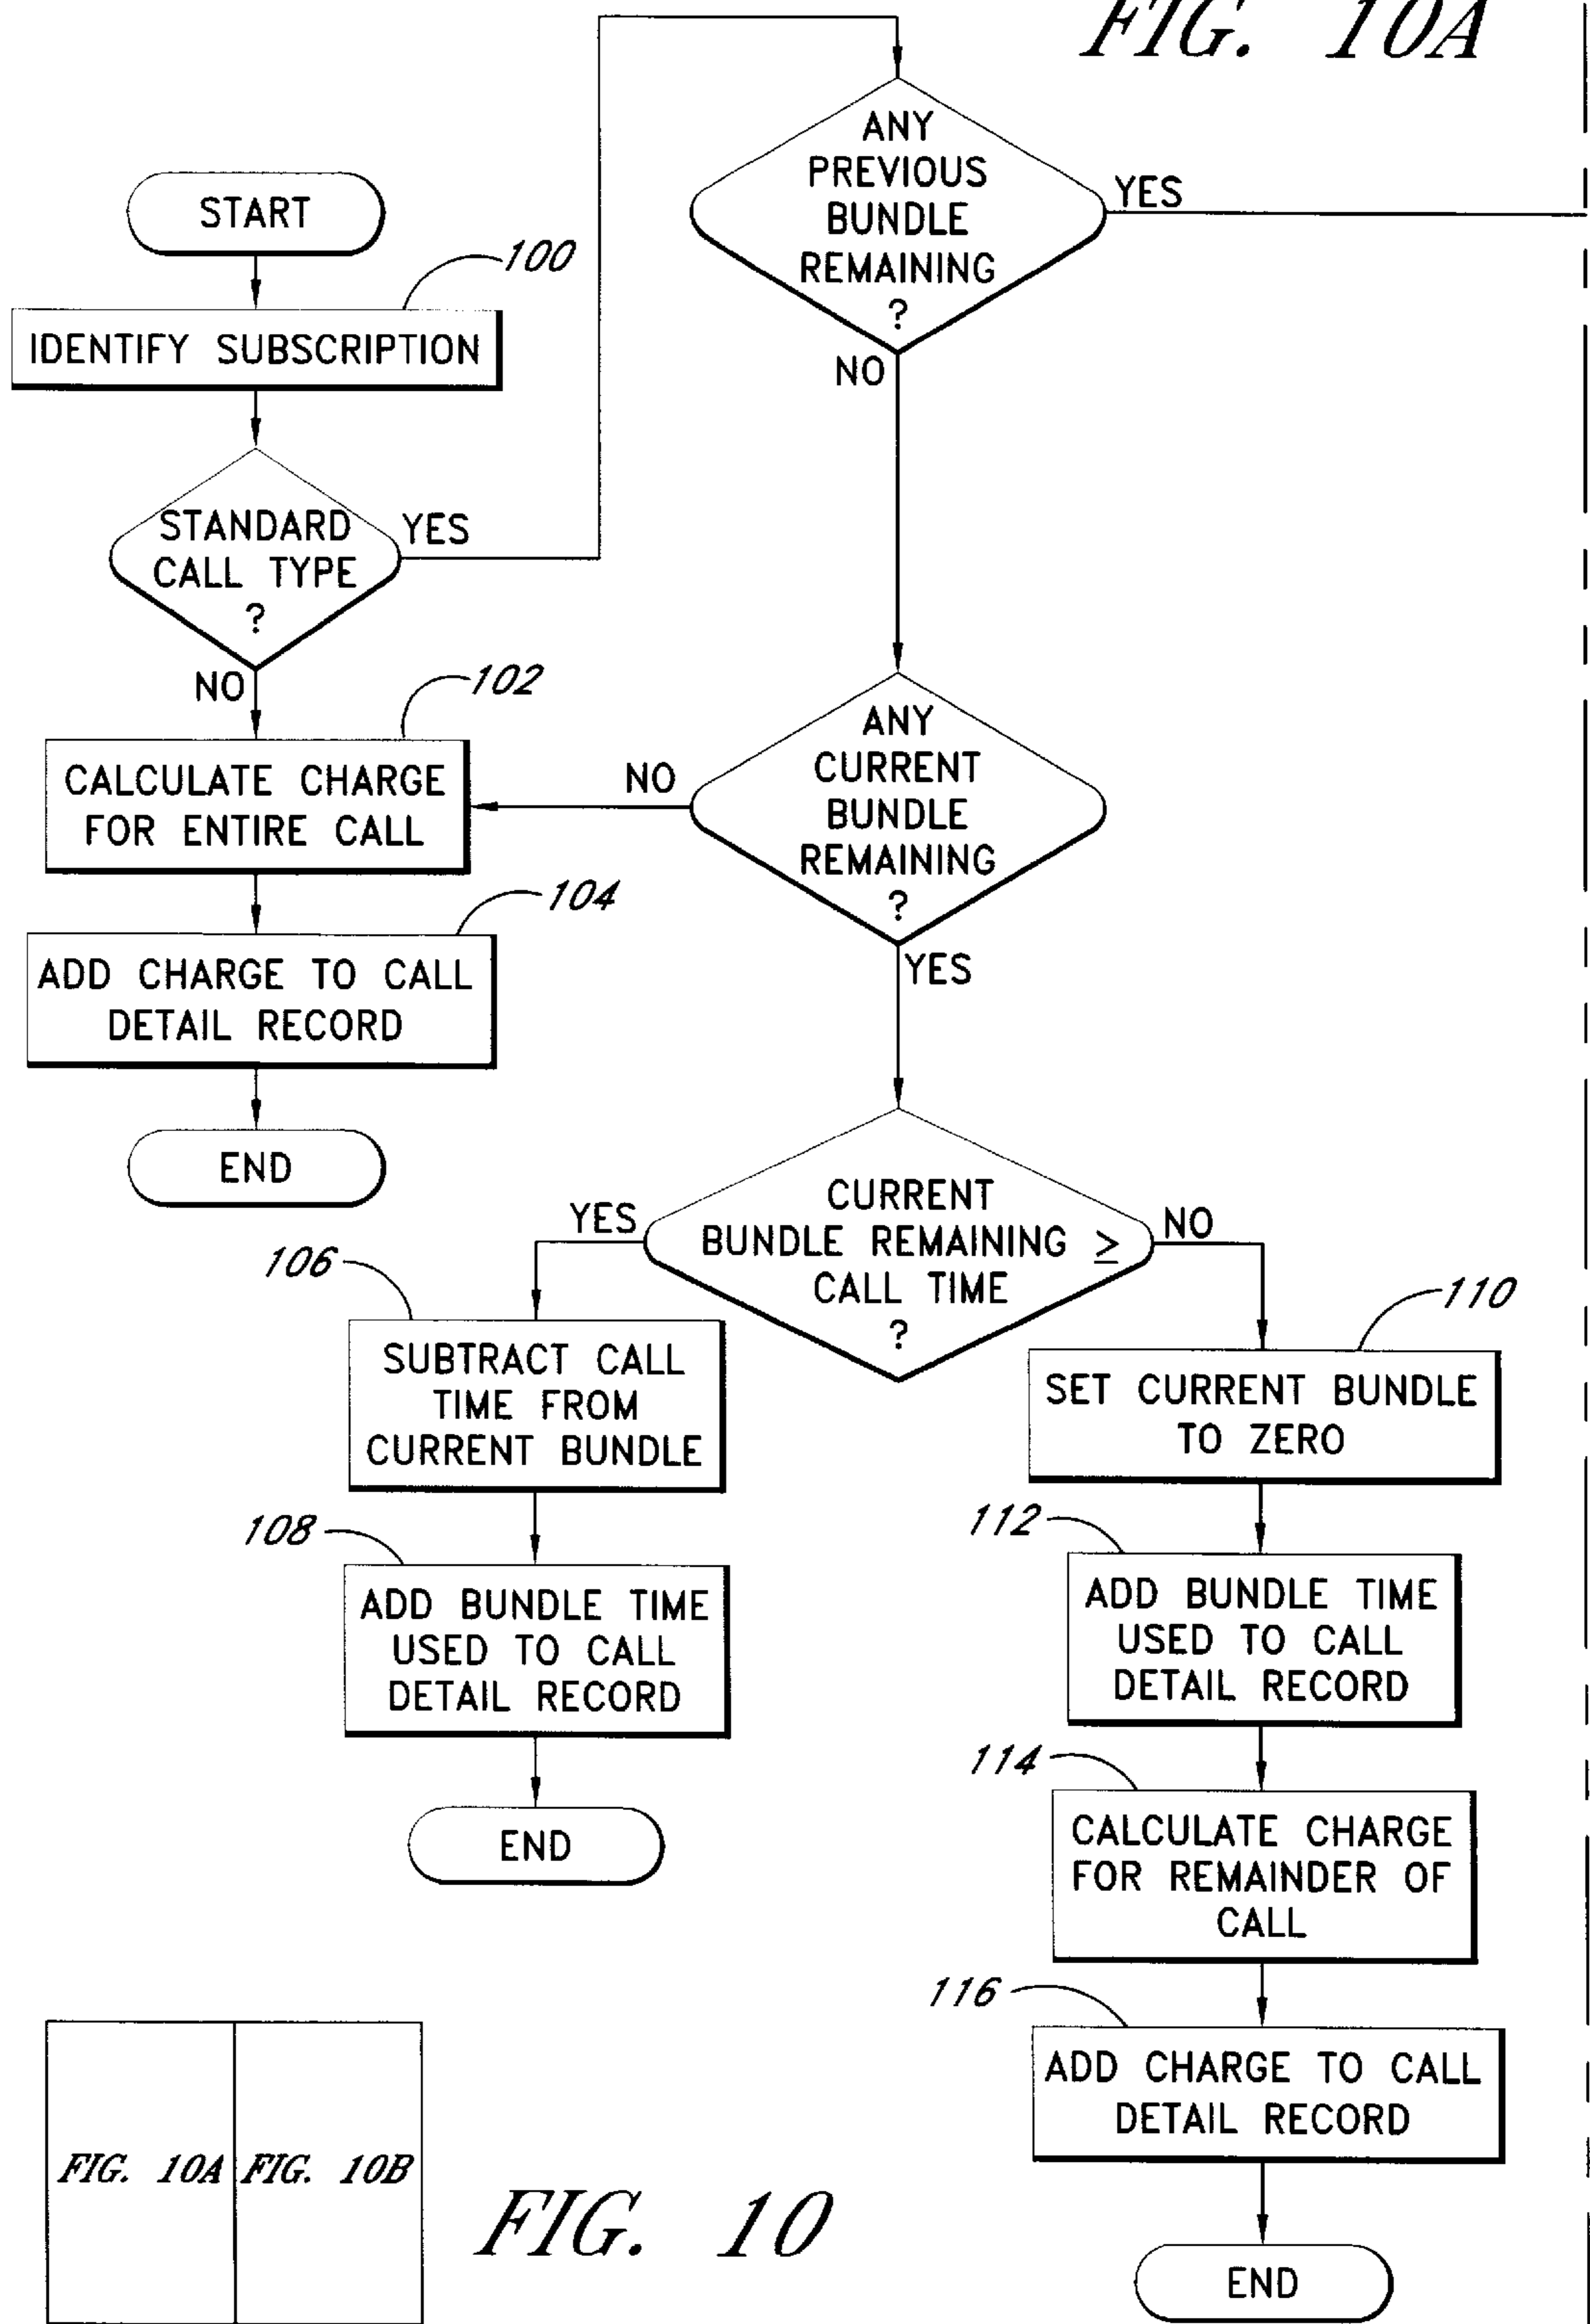 FIG. 10A
START
100
IDENTIFY SUBSCRIPTION
STANDARD
CALL TYPE
?
YES
NO
102
CALCULATE CHARGE
FOR ENTIRE CALL
104
ADD CHARGE TO CALL
DETAIL RECORD
END
ANY
PREVIOUS
BUNDLE
REMAINING
?
YES
NO
ANY
CURRENT
BUNDLE
REMAINING
?
NO
YES
CURRENT
BUNDLE REMAINING ≥
CALL TIME
?
YES
NO
106
SUBTRACT CALL
TIME FROM
CURRENT BUNDLE
108
ADD BUNDLE TIME
USED TO CALL
DETAIL RECORD
END
110
SET CURRENT BUNDLE
TO ZERO
112
ADD BUNDLE TIME
USED TO CALL
DETAIL RECORD
114
CALCULATE CHARGE
FOR REMAINDER OF
CALL
116
ADD CHARGE TO CALL
DETAIL RECORD
END
FIG. 10A
FIG. 10B
FIG. 10